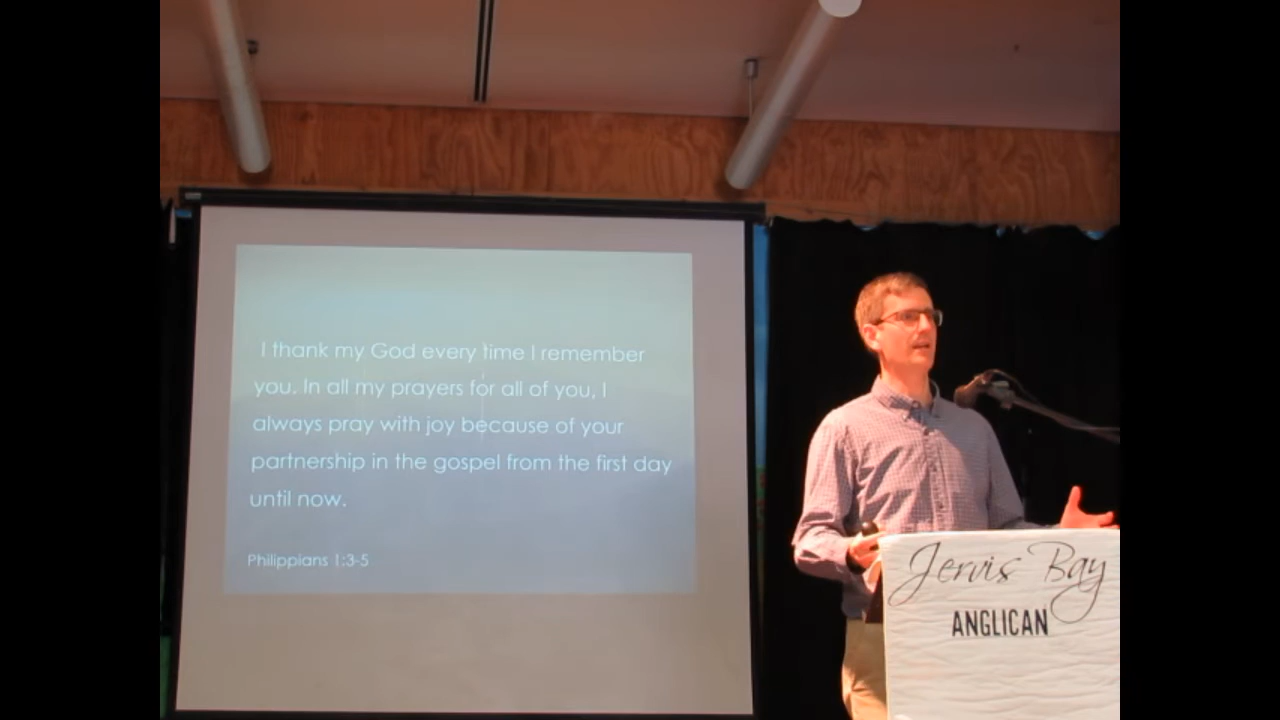 I thank my God every time I remember
you. In all my prayers for all of you, I
always pray with joy because of your
partnership in the gospel from the first day
until now.
Philippians 1:3-5
Jervis Bay
ANGLICAN